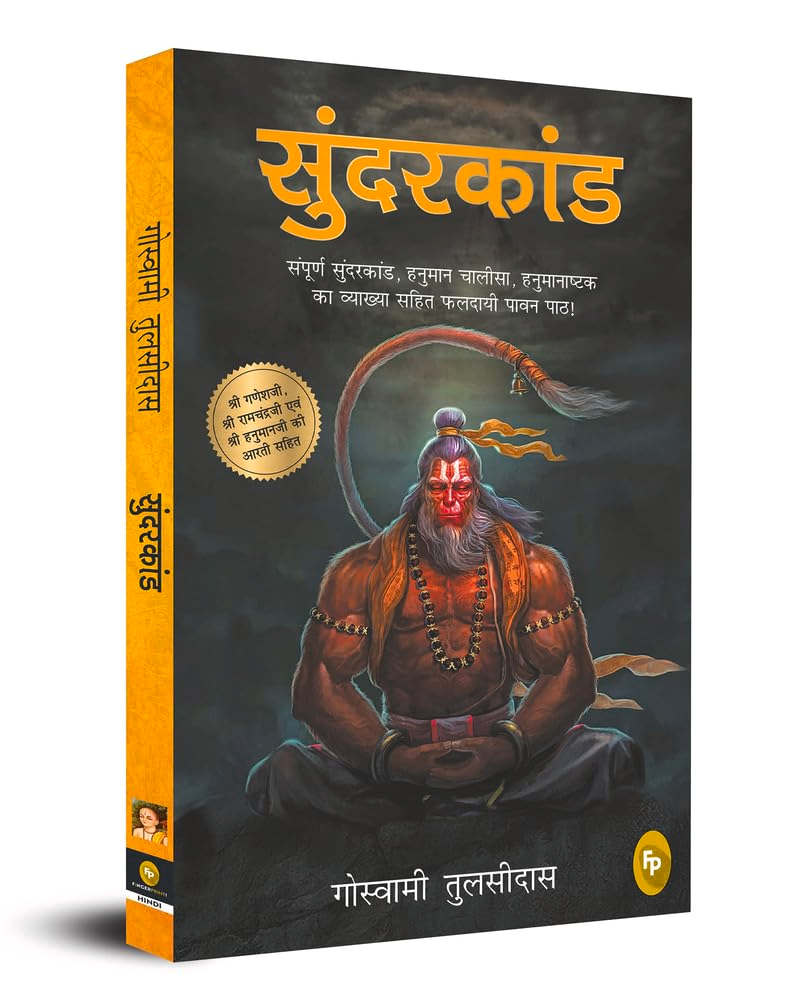 सुंदरकांड
संपूर्ण सुंदरकांड, हनुमान चालीसा, हनुमानाष्टक
का व्याख्या सहित फलदायी पावन पाठ!
श्री गणेशजी,
श्री रामचंद्रजी एवं
श्री हनुमानजी की
आरती सहित
गोस्वामी तुलसीदास
FP
गोस्वामी तुलसीदास
सुंदरकांड
FP
FINGERPRINT!
HINDI